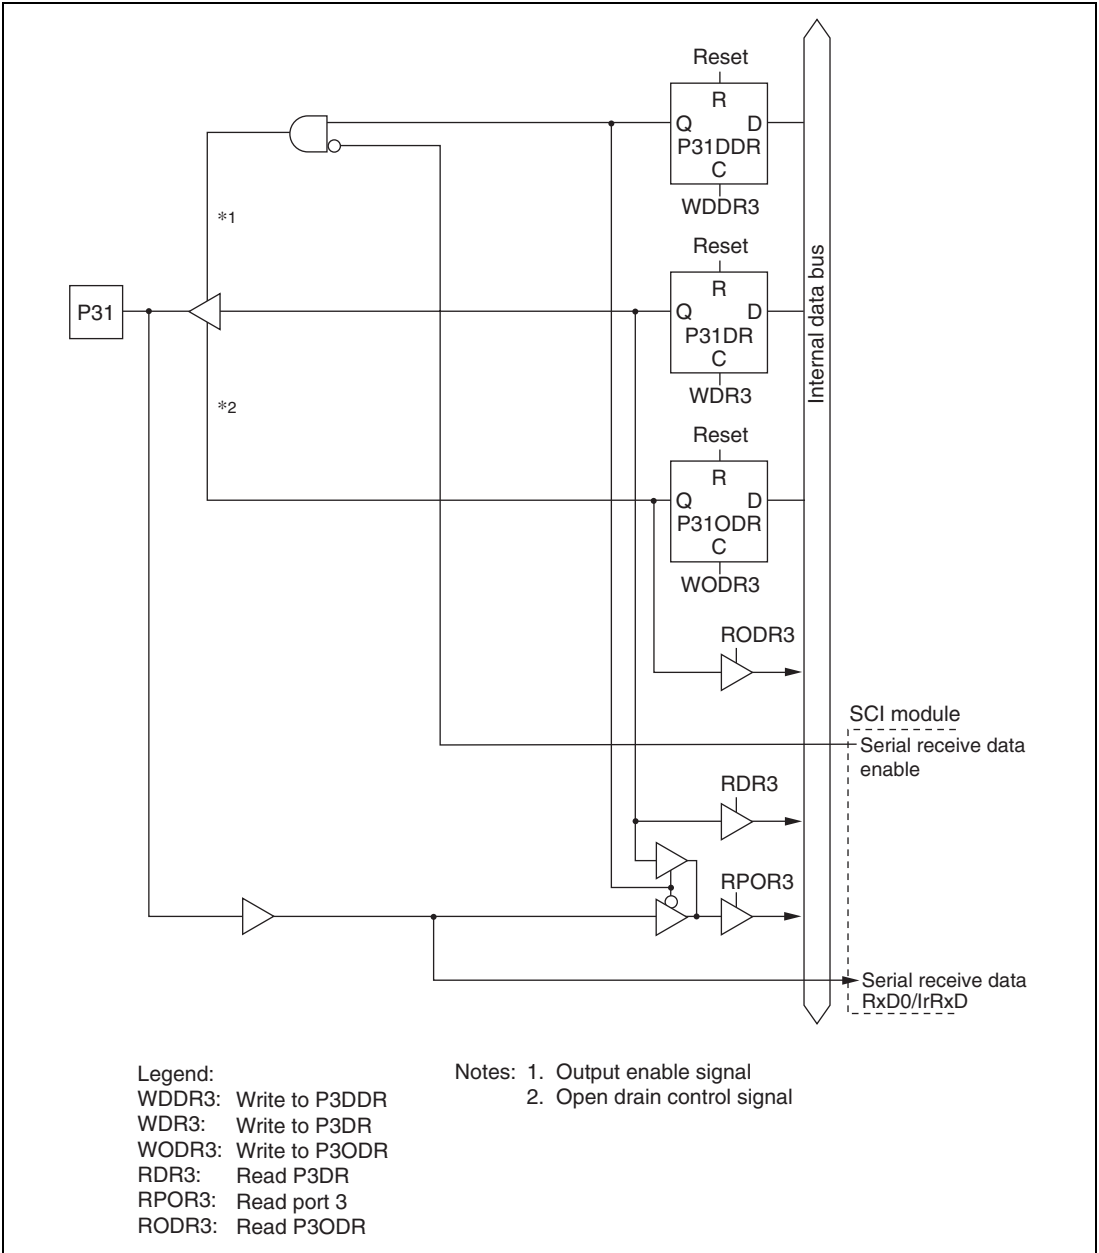 Reset
R
Q D
P31DDR
C
WDDR3
*1
Reset
R
P31
Q D
P31DR
C
WDR3
Internal data bus
*2
Reset
R
Q D
P31ODR
C
WODR3
RODR3
SCI module
Serial receive data
enable
RDR3
RPOR3
Serial receive data
RxD0/IrRxD
Legend:
WDDR3: Write to P3DDR
WDR3: Write to P3DR
WODR3: Write to P3ODR
RDR3: Read P3DR
RPOR3: Read port 3
RODR3: Read P3ODR
Notes: 1. Output enable signal
2. Open drain control signal